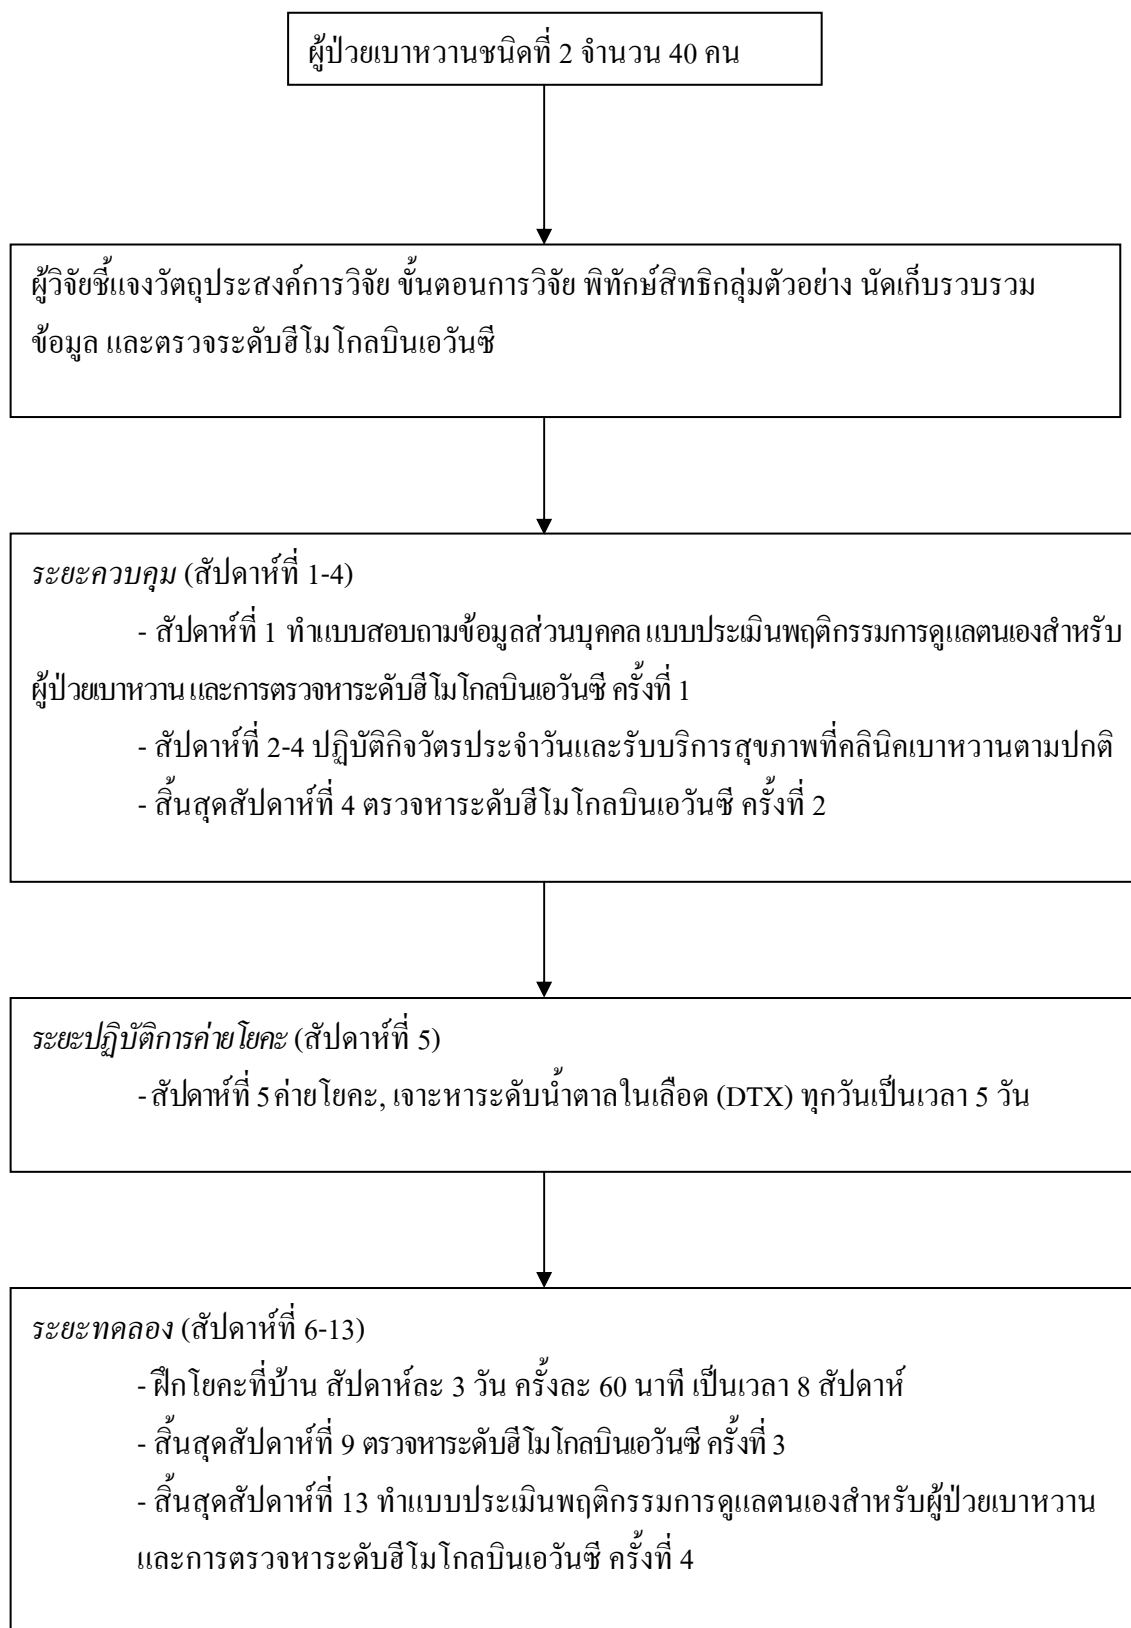 ผู้ป่วยเบาหวานชนิดที่ 2 จำนวน 40 คน
ผู้วิจัยชี้แจงวัตถุประสงค์การวิจัย ขั้นตอนการวิจัย พิทักษ์สิทธิกลุ่มตัวอย่าง นัดเก็บรวบรวม
ข้อมูล และตรวจระดับฮีโมโกลบินเอวันซี
ระยะควบคุม (สัปดาห์ที่ 1-4)
- สัปดาห์ที่ 1 ทำแบบสอบถามข้อมูลส่วนบุคคล แบบประเมินพฤติกรรมการดูแลตนเองสำหรับ
ผู้ป่วยเบาหวาน และการตรวจหาระดับฮีโมโกลบินเอวันซี ครั้งที่ 1
- สัปดาห์ที่ 2-4 ปฏิบัติกิจวัตรประจำวันและรับบริการสุขภาพที่คลินิกเบาหวานตามปกติ
- สิ้นสุดสัปดาห์ที่ 4 ตรวจหาระดับฮีโมโกลบินเอวันซี ครั้งที่ 2
ระยะปฏิบัติการค่ายโยคะ (สัปดาห์ที่ 5)
- สัปดาห์ที่ 5 ค่ายโยคะ, เจาะหาระดับน้ำตาลในเลือด (DTX) ทุกวันเป็นเวลา 5 วัน
ระยะทดลอง (สัปดาห์ที่ 6-13)
- ฝึกโยคะที่บ้าน สัปดาห์ละ 3 วัน ครั้งละ 60 นาที เป็นเวลา 8 สัปดาห์
- สิ้นสุดสัปดาห์ที่ 9 ตรวจหาระดับฮีโมโกลบินเอวันซี ครั้งที่ 3
- สิ้นสุดสัปดาห์ที่ 13 ทำแบบประเมินพฤติกรรมการดูแลตนเองสำหรับผู้ป่วยเบาหวาน
และการตรวจหาระดับฮีโมโกลบินเอวันซี ครั้งที่ 4